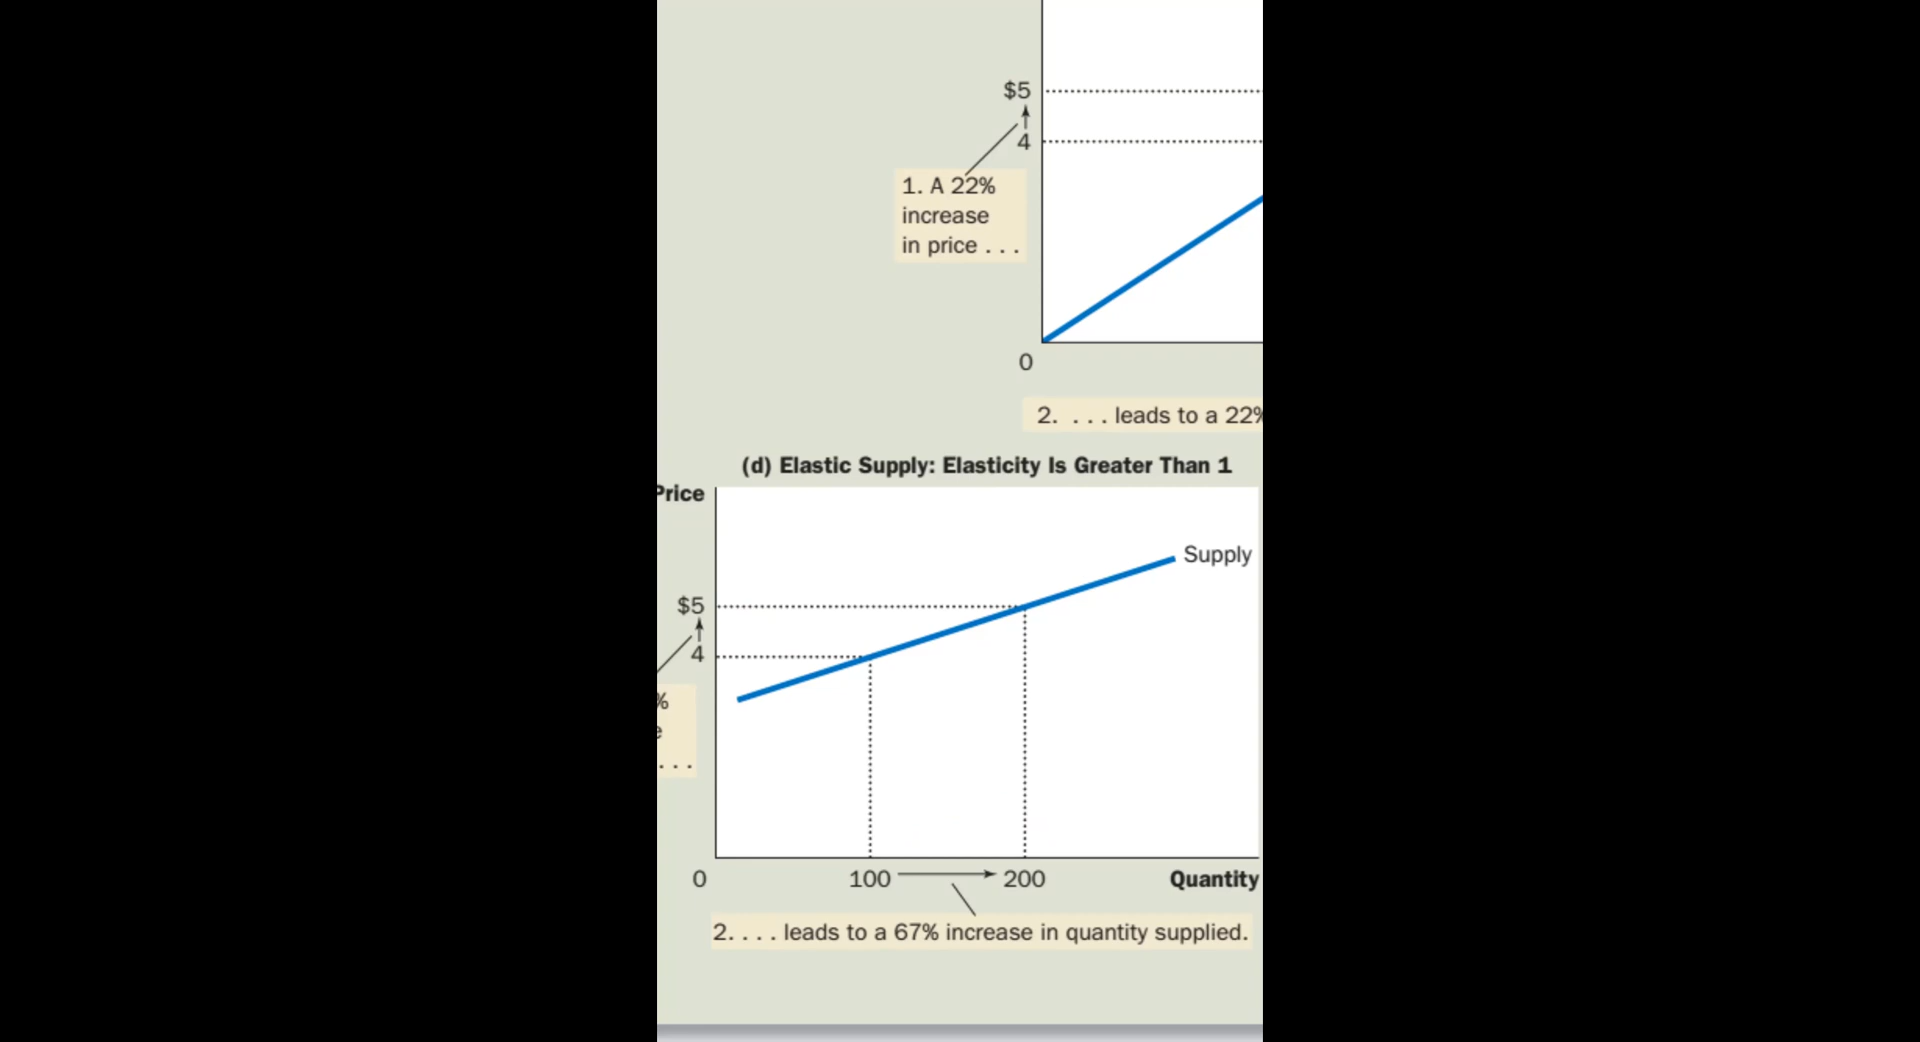 $5
4
1. A 22%
increase
in price . . .
0
2. . . . leads to a 22%
(d) Elastic Supply: Elasticity Is Greater Than 1
Price
Supply
$5
4
%
e
. . .
0
100
200
Quantity
2. . . . leads to a 67% increase in quantity supplied.